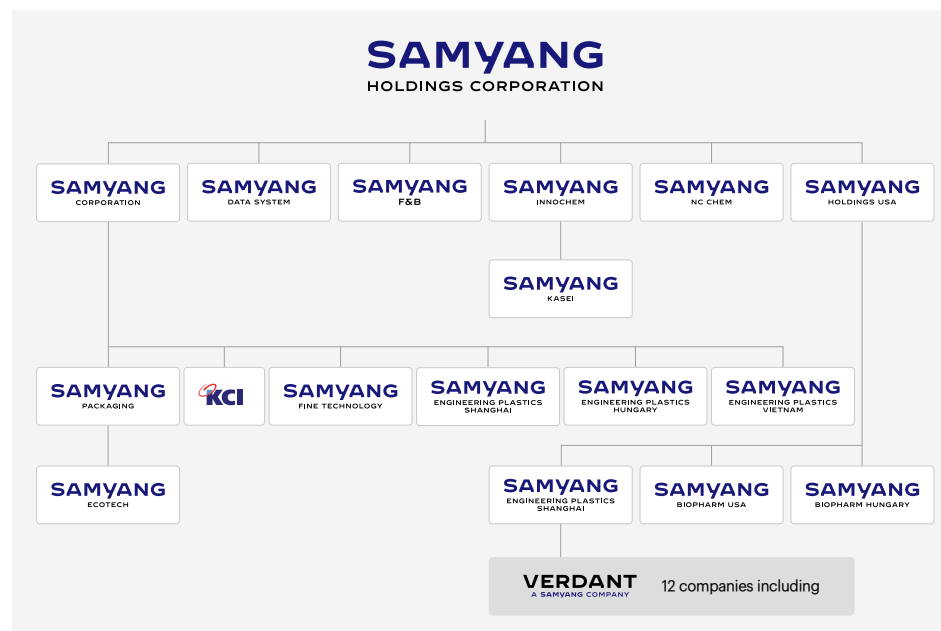 SAMYANG
HOLDINGS CORPORATION
SAMYANG
CORPORATION
SAMYANG
DATA SYSTEM
SAMYANG
F&B
SAMYANG
INNOCHEM
SAMYANG
NC CHEM
SAMYANG
HOLDINGS USA
SAMYANG
KASEI
SAMYANG
PACKAGING
KCI
SAMYANG
FINE TECHNOLOGY
SAMYANG
ENGINEERING PLASTICS
SHANGHAI
SAMYANG
ENGINEERING PLASTICS
HUNGARY
SAMYANG
ENGINEERING PLASTICS
VIETNAM
SAMYANG
ECOTECH
SAMYANG
ENGINEERING PLASTICS
SHANGHAI
SAMYANG
BIOPHARM USA
SAMYANG
BIOPHARM HUNGARY
VERDANT
A SAMYANG COMPANY
12 companies including